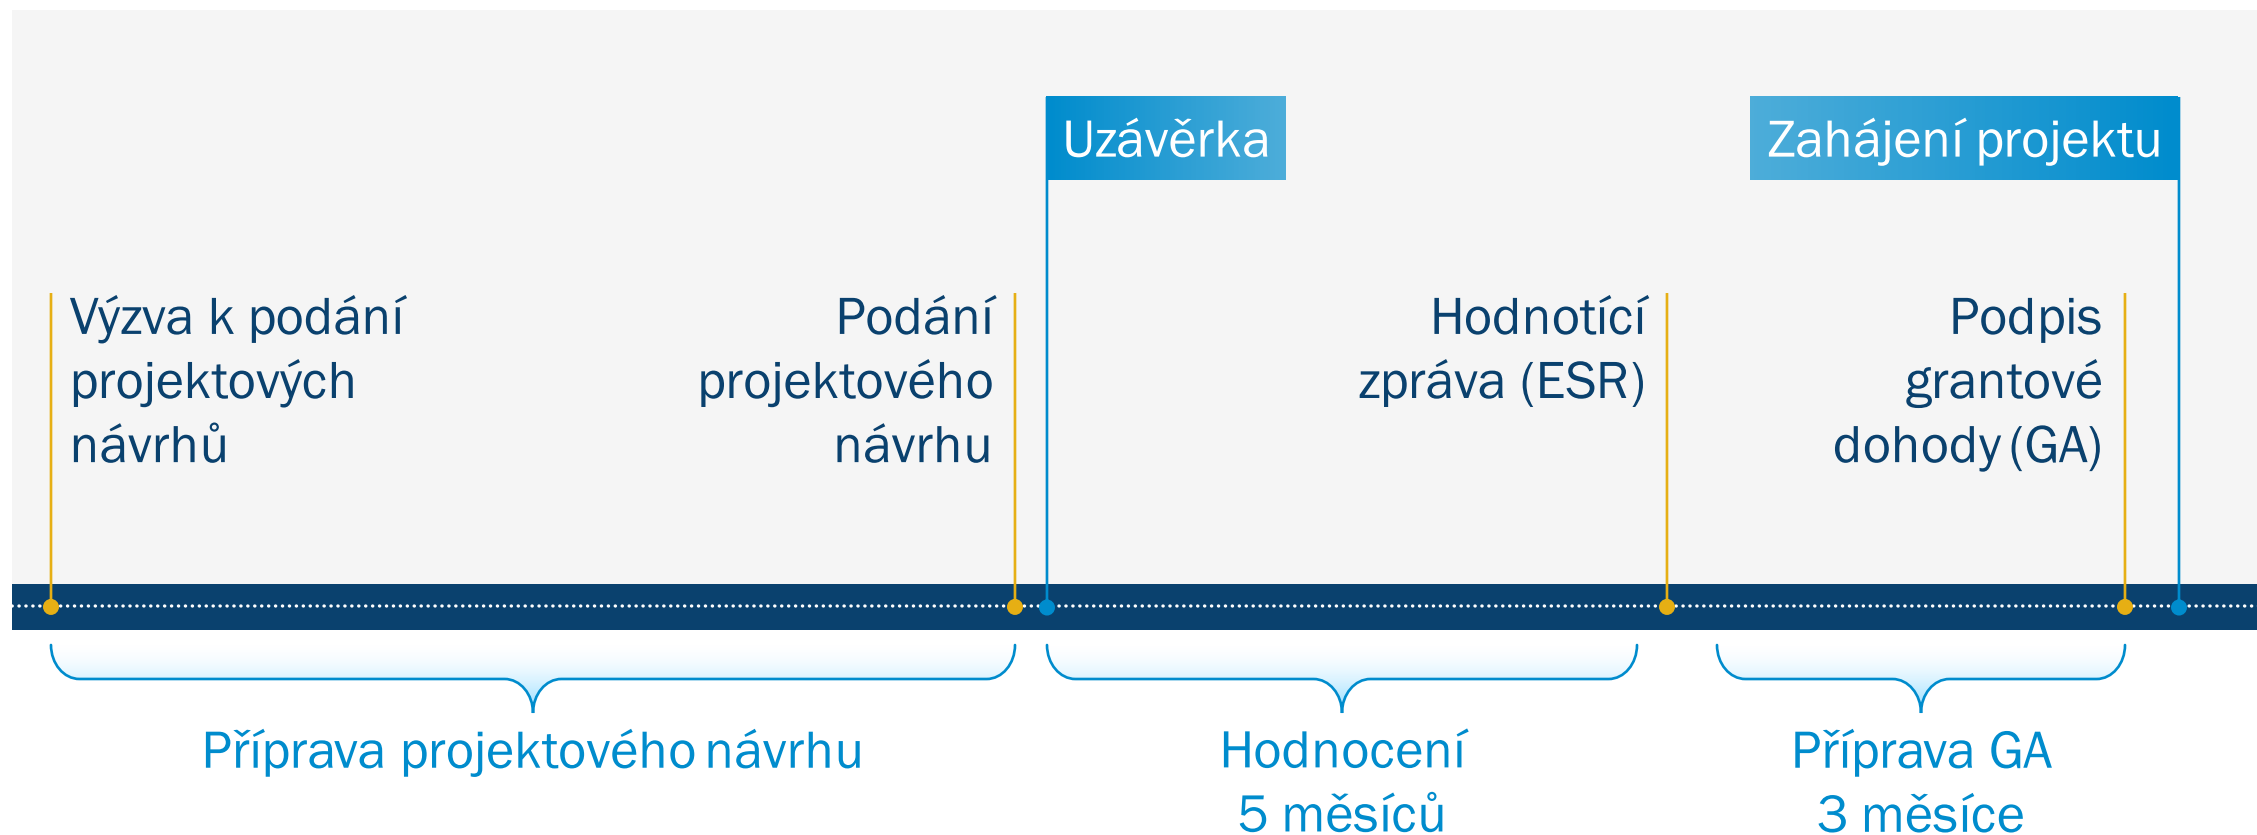 Uzávěrka
Zahájení projektu
Výzva k podání
projektových
návrhů
Podání
projektového
návrhu
Hodnotící
zpráva (ESR)
Podpis
grantové
dohody (GA)
Příprava projektového návrhu
Hodnocení
5 měsíců
Příprava GA
3 měsíce